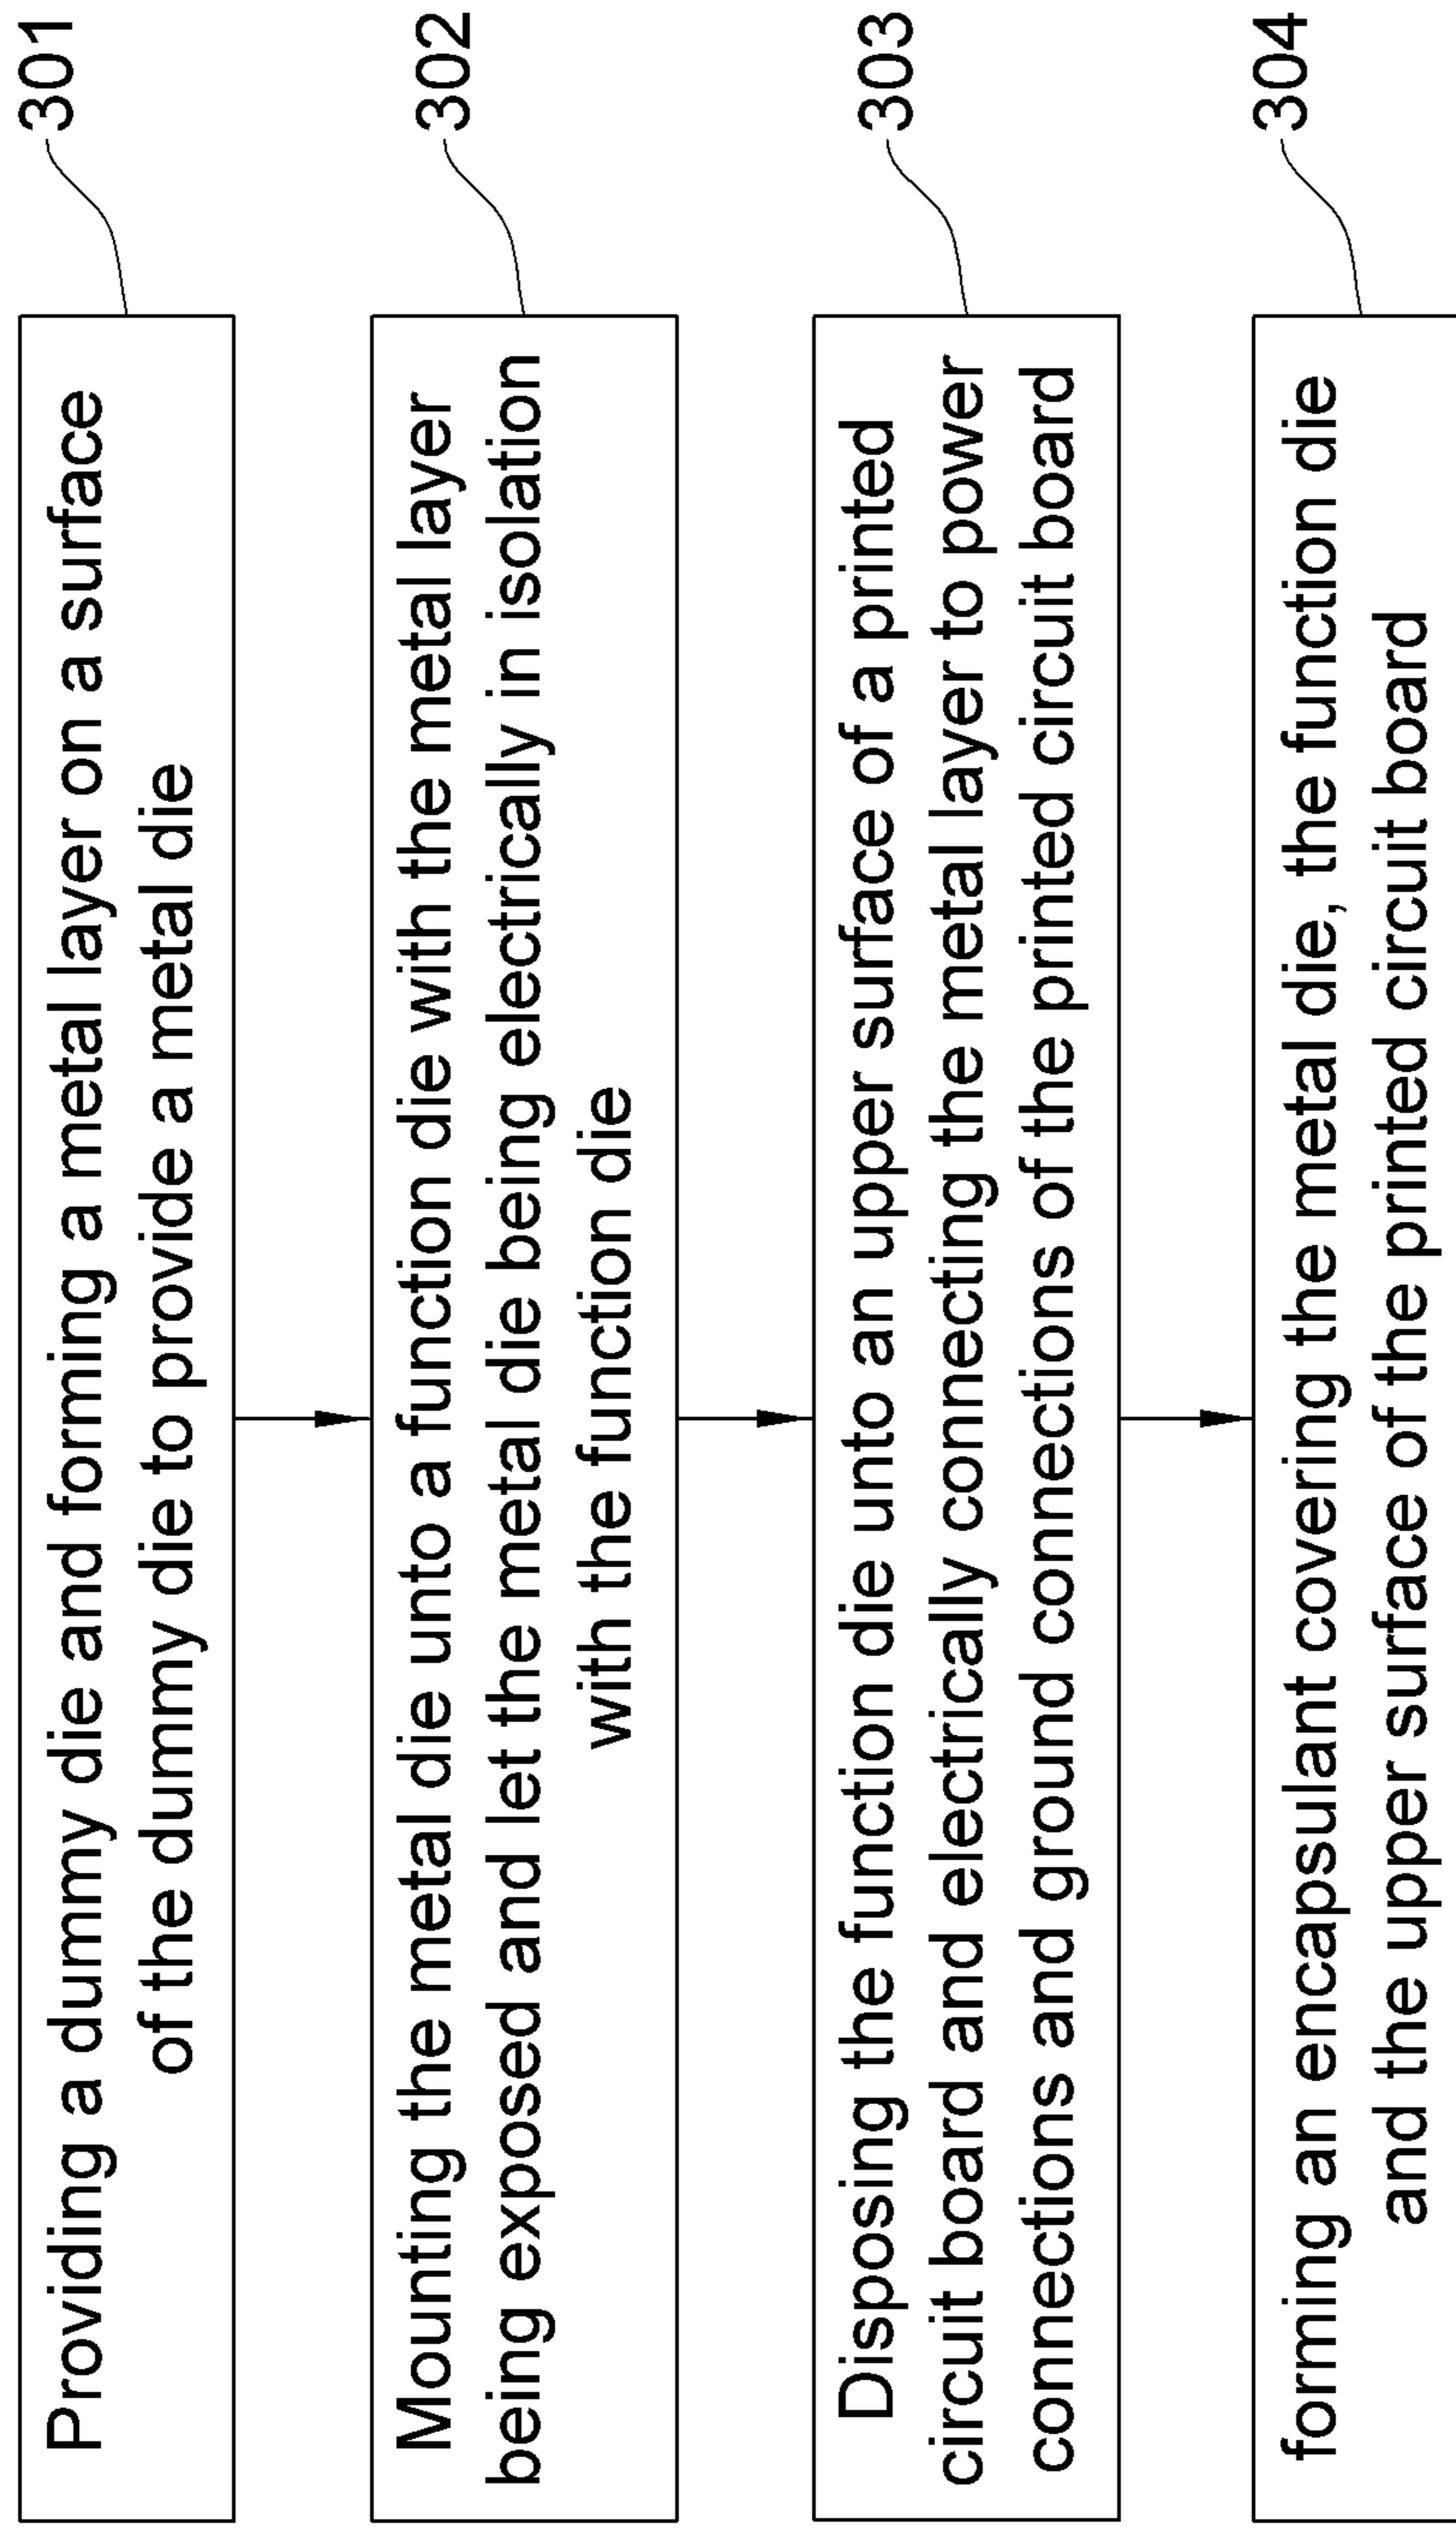 Providing a dummy die and forming a metal layer on a surface
of the dummy die to provide a metal die
301
Mounting the metal die unto a function die with the metal layer
being exposed and let the metal die being electrically in isolation
with the function die
302
Disposing the function die unto an upper surface of a printed
circuit board and electrically connecting the metal layer to power
connections and ground connections of the printed circuit board
303
forming an encapsulant covering the metal die, the function die
and the upper surface of the printed circuit board
304